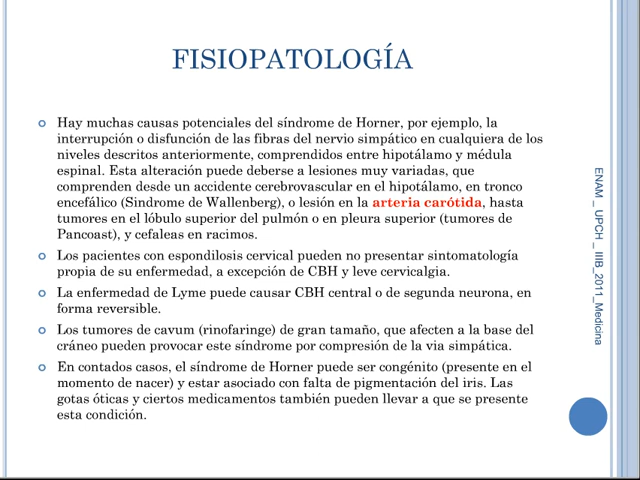 FISIOPATOLOGÍA
Hay muchas causas potenciales del síndrome de Horner, por ejemplo, la
interrupción o disfunción de las fibras del nervio simpático en cualquiera de los
niveles descritos anteriormente, comprendidos entre hipotálamo y médula
espinal. Esta alteración puede deberse a lesiones muy variadas, que
comprenden desde un accidente cerebrovascular en el hipotálamo, en tronco
encefálico (Sindrome de Wallenberg), o lesión en la arteria carótida, hasta
tumores en el lóbulo superior del pulmón o en pleura superior (tumores de
Pancoast), y cefaleas en racimos.
Los pacientes con espondilosis cervical pueden no presentar sintomatología
propia de su enfermedad, a excepción de CBH y leve cervicalgia.
La enfermedad de Lyme puede causar CBH central o de segunda neurona, en
forma reversible.
Los tumores de cavum (rinofaringe) de gran tamaño, que afecten a la base del
cráneo pueden provocar este síndrome por compresión de la via simpática.
En contados casos, el síndrome de Horner puede ser congénito (presente en el
momento de nacer) y estar asociado con falta de pigmentación del iris. Las
gotas óticas y ciertos medicamentos también pueden llevar a que se presente
esta condición.
ENAM _ UPCH _ IIIB_2011_Medicina